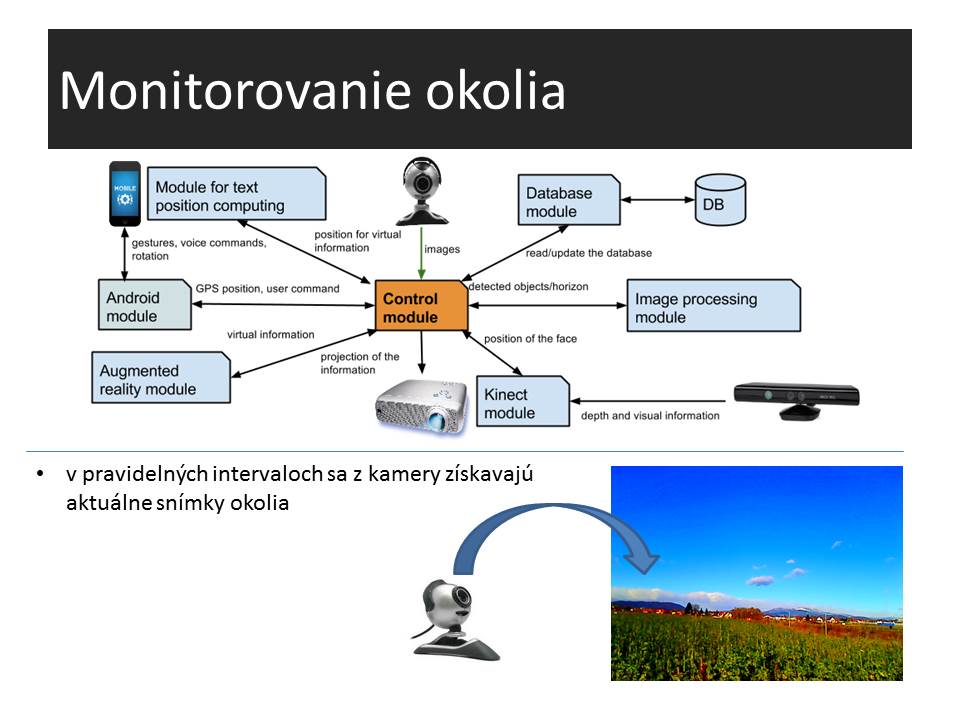 Monitorovanie okolia
MOBILE
Module for text
position computing
Database
module
DB
gestures, voice commands,
rotation
position for virtual
information
images
read/update the database
Android
module
GPS position, user command
Control
module
detected objects/horizon
Image processing
module
virtual information
projection of the
information
position of the face
Augmented
reality module
Kinect
module
depth and visual information
• v pravidelných intervaloch sa z kamery získavajú
aktuálne snímky okolia